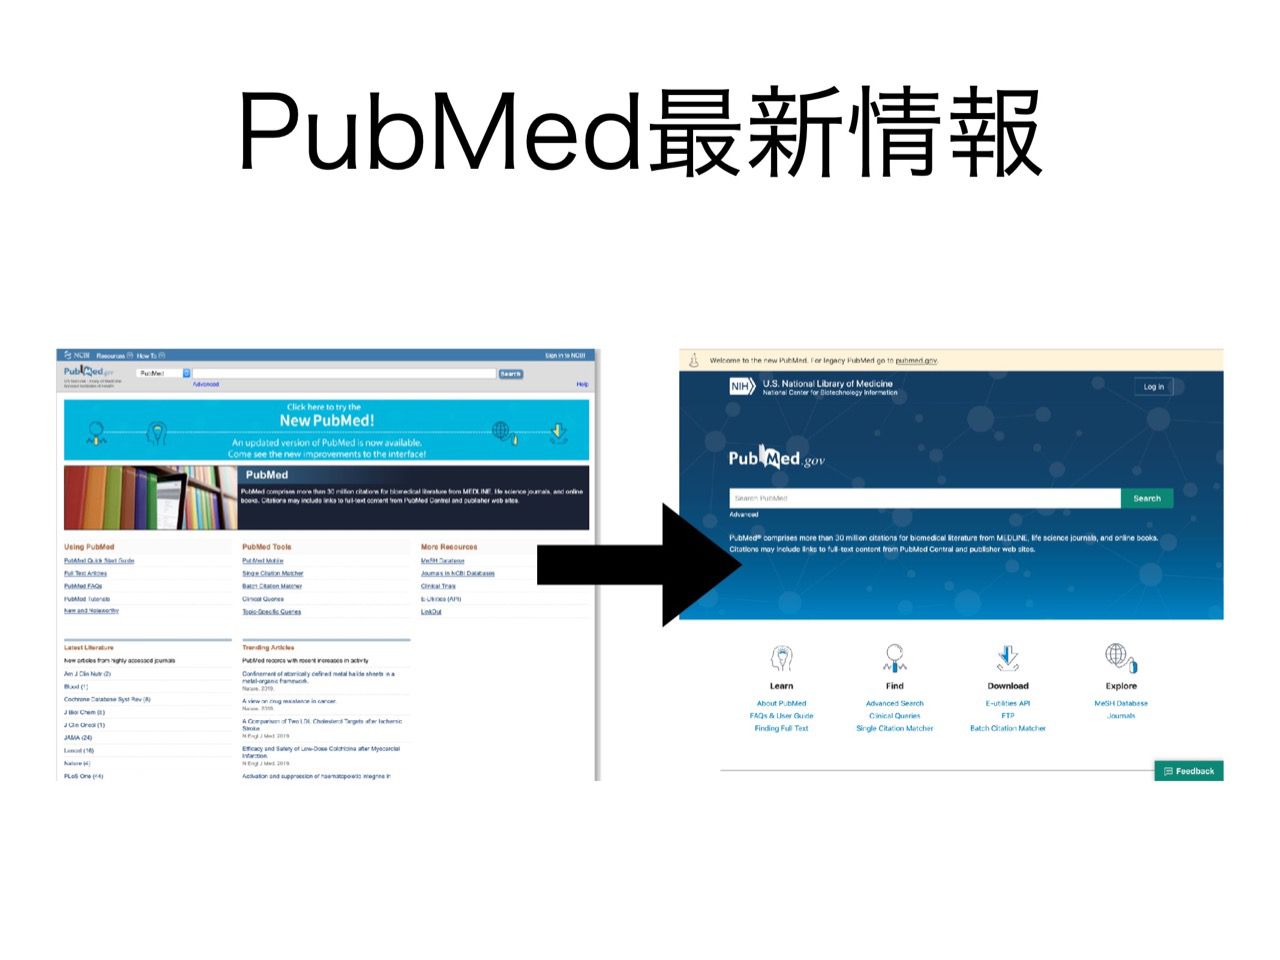 PubMed最新情報
NCBI Resources How To Sign in to NCBI
PubMed.gov
PubMed
Search
Advanced
Help
Click here to try the
New PubMed!
An updated version of PubMed is now available.
Come see the new improvements to the interface!
PubMed
PubMed comprises more than 30 million citations for biomedical literature from MEDLINE, life science journals, and online
books. Citations may include links to full-text content from PubMed Central and publisher web sites.
Using PubMed
PubMed Quick Start Guide
Full Text Articles
PubMed FAQs
PubMed Tutorials
New and Noteworthy
PubMed Tools
PubMed Mobile
Single Citation Matcher
Batch Citation Matcher
Clinical Queries
Topic-Specific Queries
More Resources
MeSH Database
Journals in NCBI Databases
Clinical Trials
E-Utilities (API)
LinkOut
Latest Literature
New articles from highly accessed journals
Am J Clin Nutr (2)
Blood (1)
Cochrane Database Syst Rev (8)
J Biol Chem (8)
J Clin Oncol (1)
JAMA (24)
Lancet (16)
Nature (4)
PLoS One (44)
Trending Articles
PubMed records with recent increases in activity
Confinement of atomically defined metal halide sheets in a
metal-organic framework.
Nature. 2019.
A view on drug resistance in cancer.
Nature. 2019.
A Comparison of Two LDL Cholesterol Targets after Ischemic
Stroke.
N Engl J Med. 2019.
Efficacy and Safety of Low-Dose Colchicine after Myocardial
Infarction.
N Engl J Med. 2019.
Activation and suppression of haematopoietic integrins in
Welcome to the new PubMed. For legacy PubMed go to pubmed.gov.
NIH U.S. National Library of Medicine
National Center for Biotechnology Information
Log in
PubMed.gov
Search PubMed
Search
Advanced
PubMed® comprises more than 30 million citations for biomedical literature from MEDLINE, life science journals, and online books.
Citations may include links to full-text content from PubMed Central and publisher web sites.
Learn
About PubMed
FAQs & User Guide
Finding Full Text
Find
Advanced Search
Clinical Queries
Single Citation Matcher
Download
E-utilities API
FTP
Batch Citation Matcher
Explore
MeSH Database
Journals
Feedback